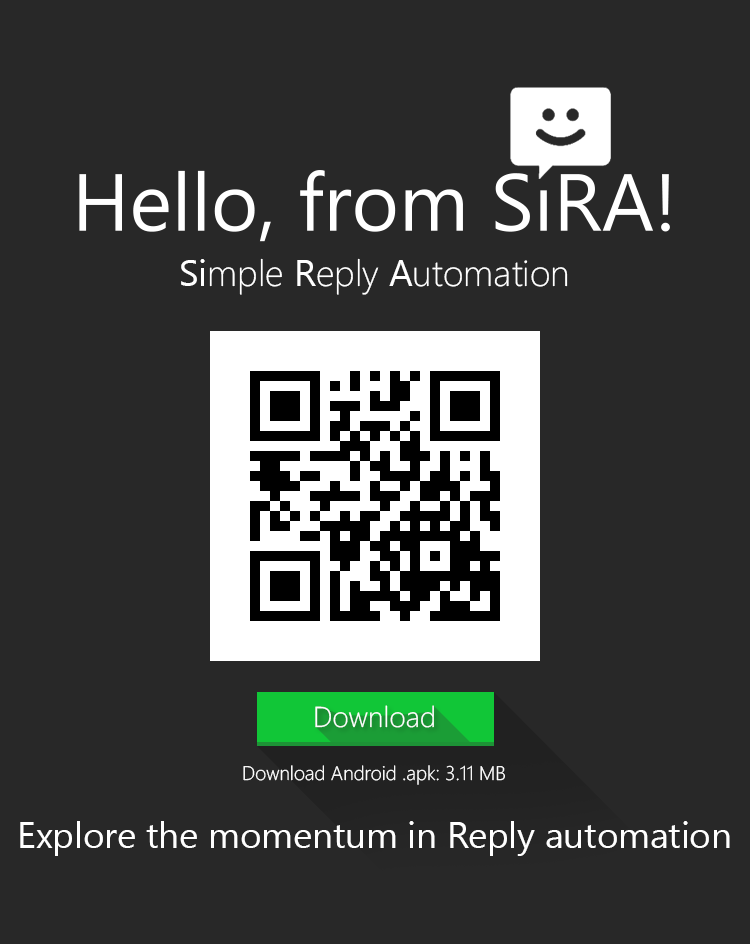 Hello, from SiRA!
Simple Reply Automation
Download
Download Android .apk: 3.11 MB
Explore the momentum in Reply automation